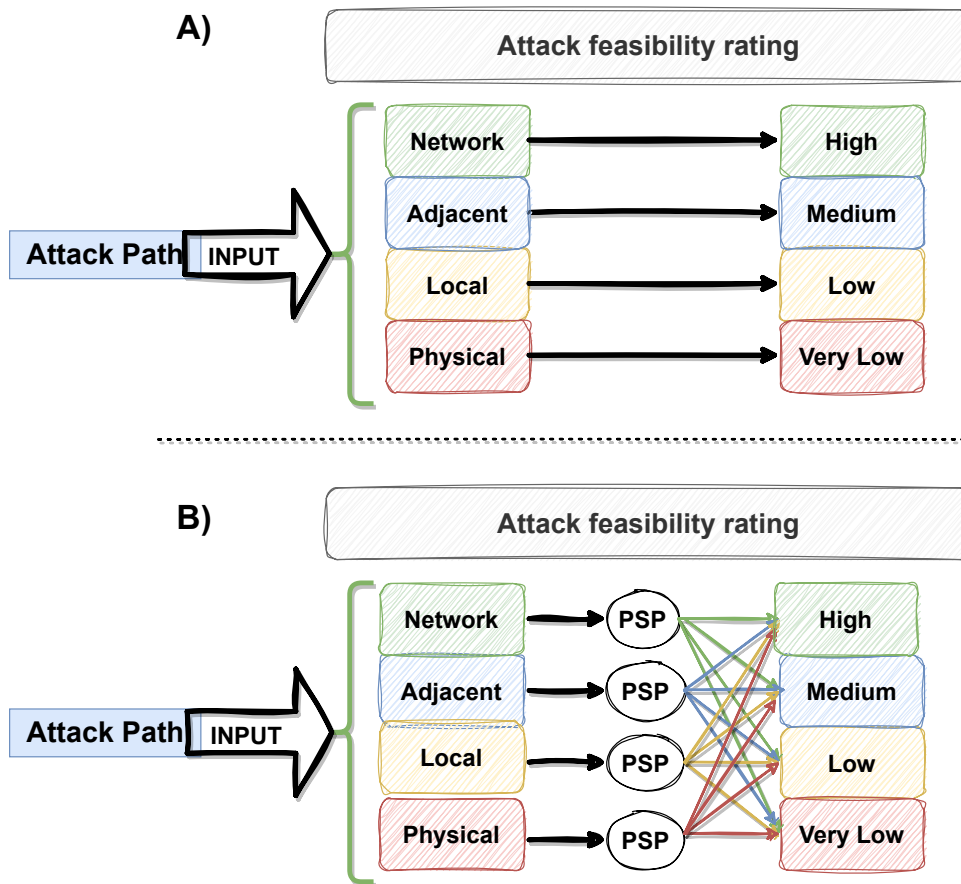 A)
Attack feasibility rating
Network
High
Adjacent
Medium
Attack Path
INPUT
Local
Low
Physical
Very Low
B)
Attack feasibility rating
Network
PSP
High
Adjacent
PSP
Medium
Attack Path
INPUT
Local
PSP
Low
Physical
PSP
Very Low